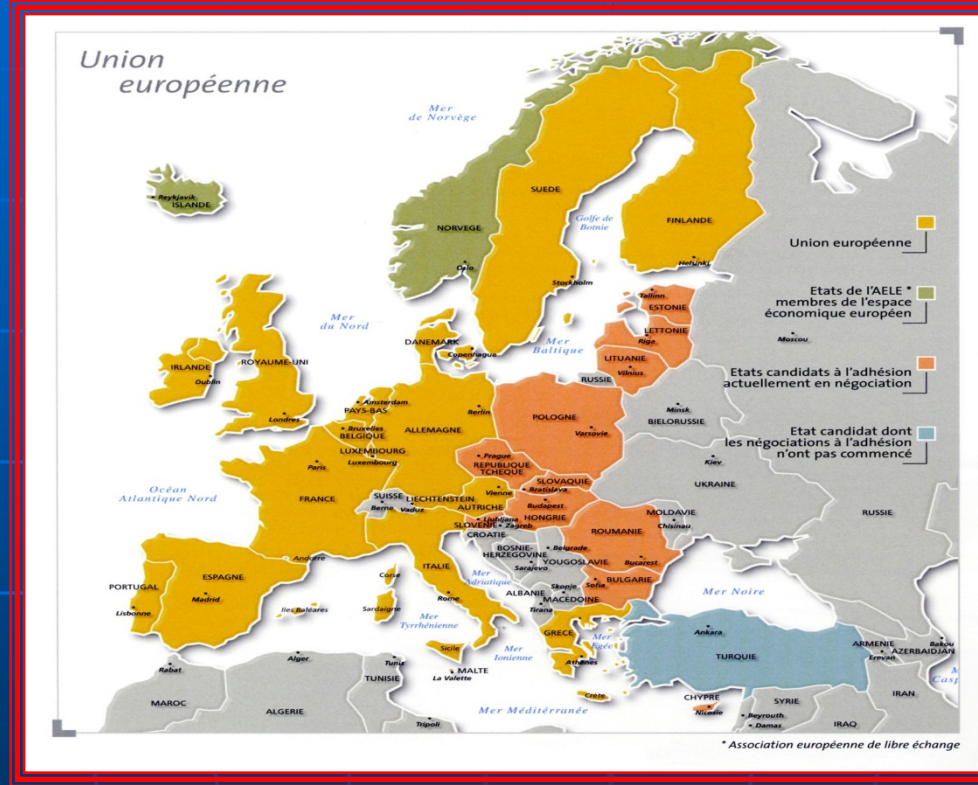 Union
européenne
Mer
de Norvège
Reykjavik
ISLANDE
SUEDE
NORVEGE
FINLANDE
Golfe de
Botnie
Oslo
Helsinki
Stockholm
Union européenne
Etats de l'AELE *
membres de l'espace
économique européen
Etats candidats à l'adhésion
actuellement en négociation
Etat candidat dont
les négociations à l'adhésion
n'ont pas commencé
Tallinn
ESTONIE
LETTONIE
Riga
LITUANIE
Vilnius
RUSSIE
Moscou
Mer
du Nord
DANEMARK
Copenhague
Mer
Baltique
IRLANDE
Dublin
ROYAUME-UNI
Londres
Amsterdam
PAYS-BAS
Bruxelles
BELGIQUE
LUXEMBOURG
Luxembourg
ALLEMAGNE
Berlin
POLOGNE
Varsovie
Minsk
BIELORUSSIE
Kiev
UKRAINE
RUSSIE
Prague
REPUBLIQUE
TCHEQUE
SLOVAQUIE
Bratislava
Vienne
AUTRICHE
Budapest
HONGRIE
MOLDAVIE
Chisinau
Océan
Atlantique Nord
Paris
FRANCE
SUISSE
Berne
LIECHTENSTEIN
Vaduz
SLOVENIE
Ljubljana
Zagreb
CROATIE
ROUMANIE
Bucarest
BOSNIE-
HERZEGOVINE
Sarajevo
Belgrade
YOUGOSLAVIE
Sofia
BULGARIE
Skopje
MACEDOINE
ALBANIE
Tirana
PORTUGAL
Lisbonne
ESPAGNE
Madrid
Andorre
Iles Baléares
Corse
Sardaigne
ITALIE
Rome
Mer
Adriatique
Mer
Tyrrhénienne
Mer
Ionienne
Sicile
GRECE
Athènes
Mer
Egée
Crète
Mer Noire
Ankara
TURQUIE
ARMENIE
Erevan
Bakou
AZERBAIDJAN
MALTE
La Valette
CHYPRE
Nicosie
SYRIE
Beyrouth
Damas
IRAQ
IRAN
Rabat
MAROC
Alger
ALGERIE
Tunis
TUNISIE
Tripoli
Mer Méditérranée
* Association européenne de libre échange